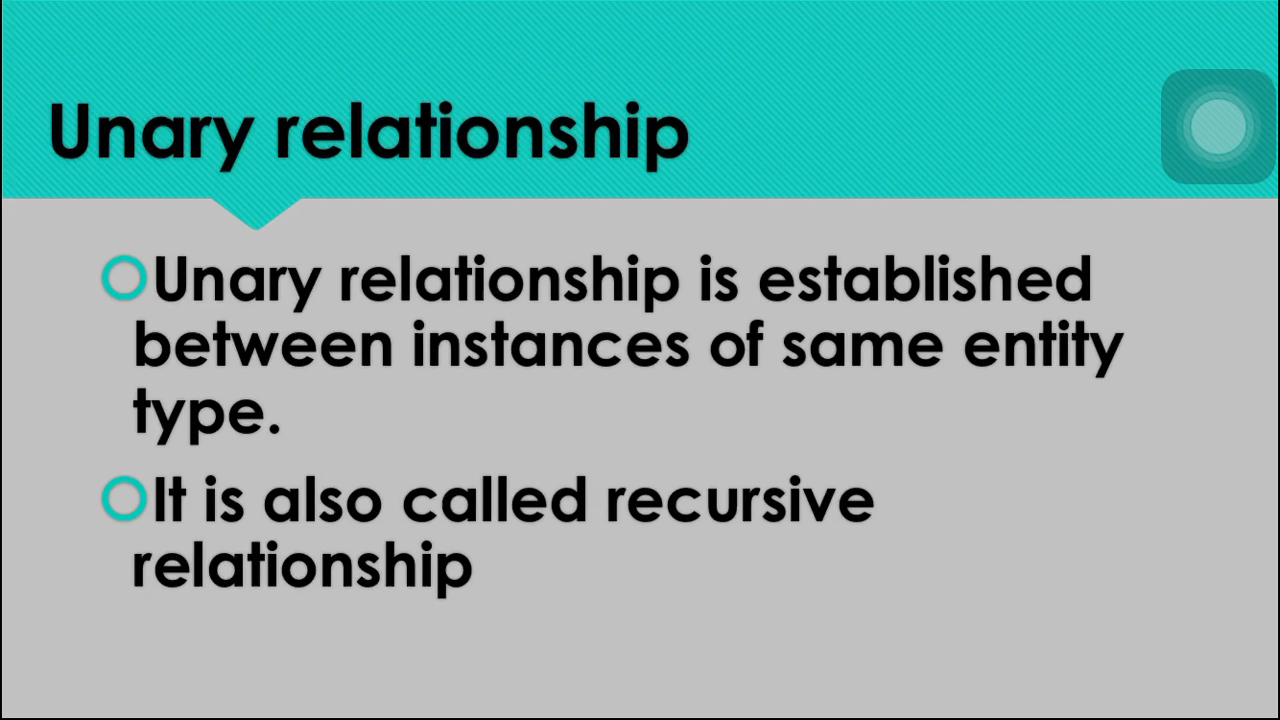 Unary relationship
Unary relationship is established
between instances of same entity
type.
It is also called recursive
relationship